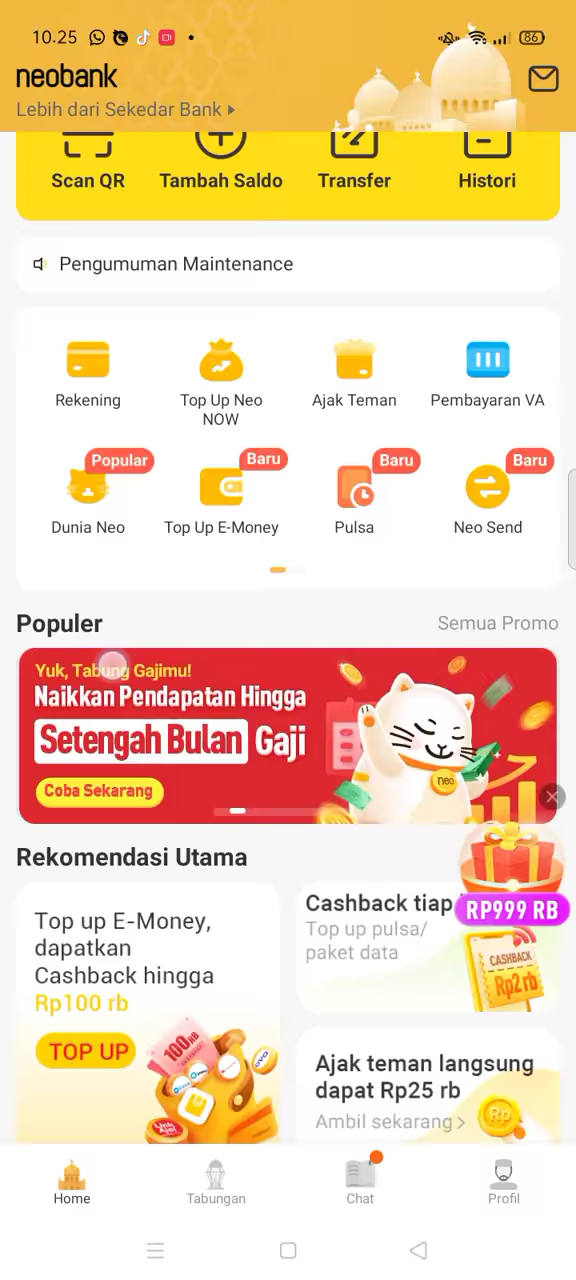 10.25
86
neobank
Lebih dari Sekedar Bank
Scan QR
Tambah Saldo
Transfer
Histori
Pengumuman Maintenance
Rekening
Top Up Neo
NOW
Ajak Teman
Pembayaran VA
Popular
Baru
Baru
Baru
Dunia Neo
Top Up E-Money
Pulsa
Neo Send
Populer
Semua Promo
Yuk, Tabung Gajimu!
Naikkan Pendapatan Hingga
Setengah Bulan Gaji
Coba Sekarang
neo
Rekomendasi Utama
Top up E-Money,
dapatkan
Cashback hingga
Rp100 rb
TOP UP
100RB
OVO
LinkAja!
Cashback tiap
RP999 RB
Top up pulsa/
paket data
CASHBACK
Rp2rb
Ajak teman langsung
dapat Rp25 rb
Ambil sekarang
Rp
Home
Tabungan
Chat
Profil